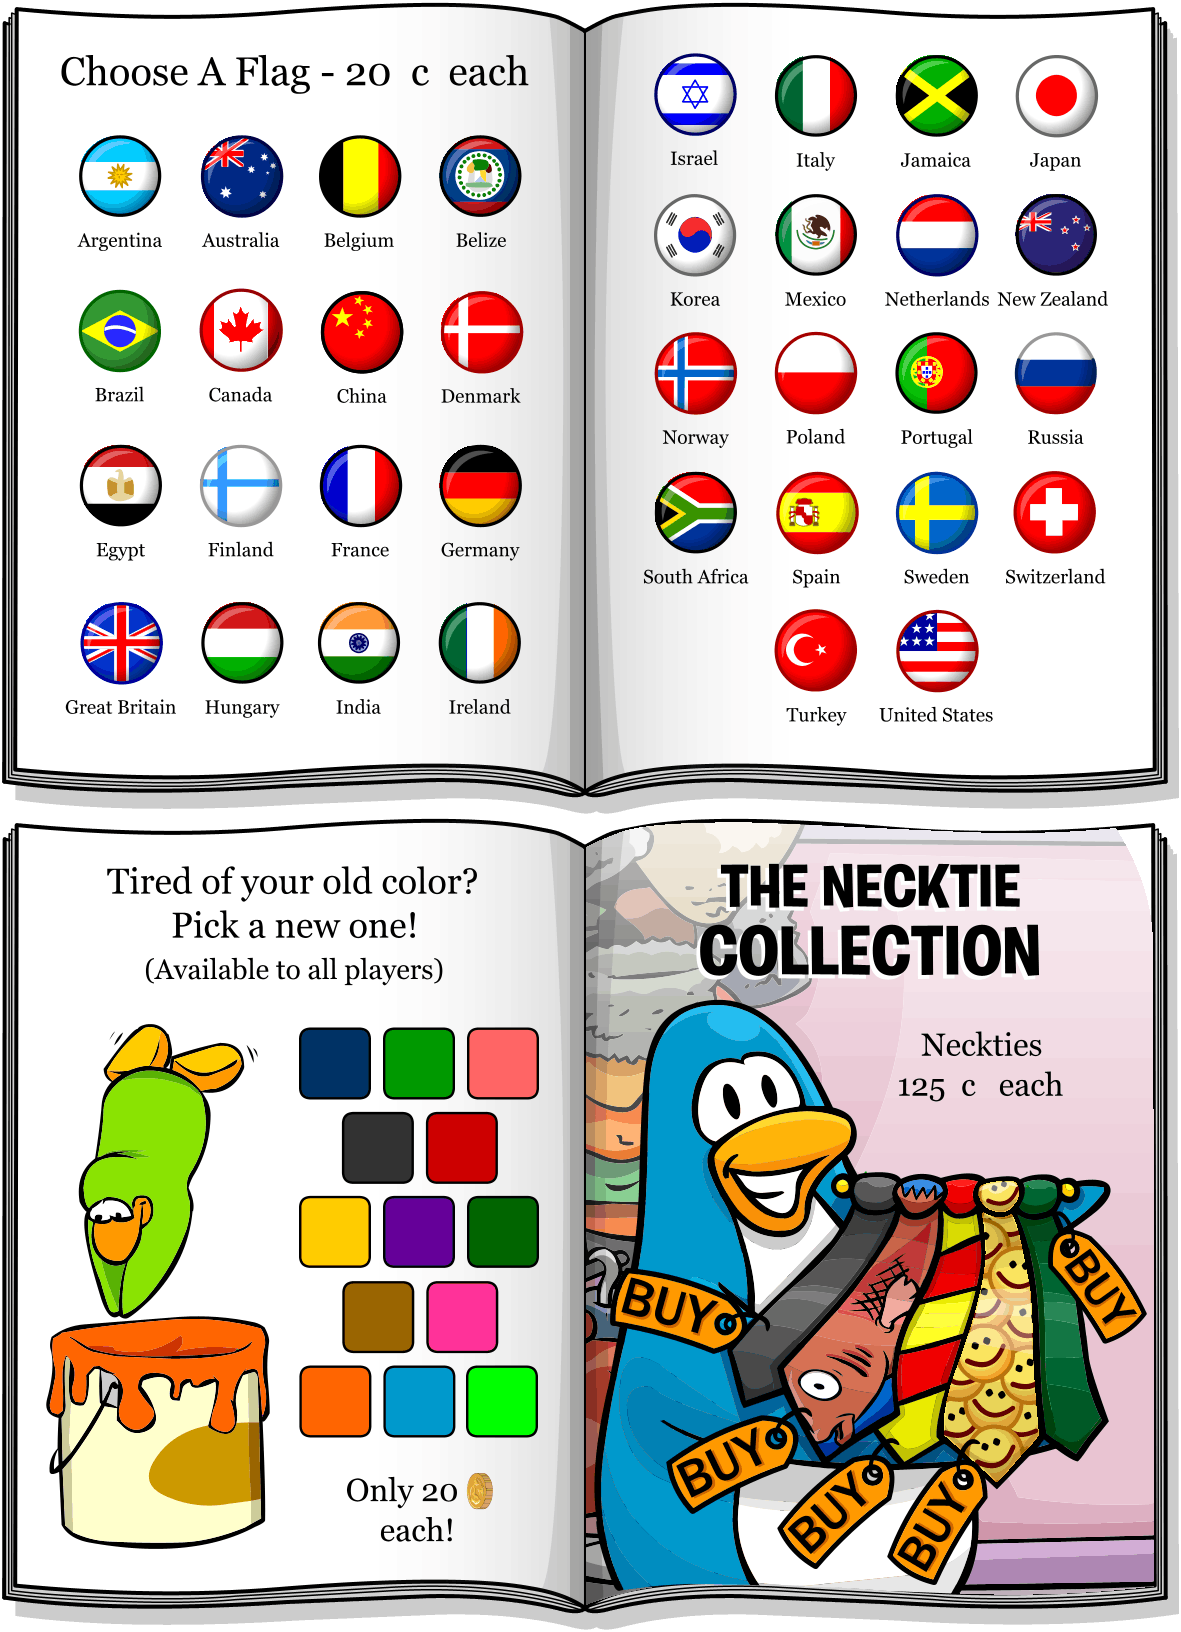 Choose A Flag - 20 c each
Argentina Australia Belgium Belize
Brazil Canada China Denmark
Egypt Finland France Germany
Great Britain Hungary India Ireland
Israel Italy Jamaica Japan
Korea Mexico Netherlands New Zealand
Norway Poland Portugal Russia
South Africa Spain Sweden Switzerland
Turkey United States
Tired of your old color?
Pick a new one!
(Available to all players)
Only 20
each!
THE NECKTIE
COLLECTION
Neckties
125 c each
BUY
BUY
BUY
BUY
BUY